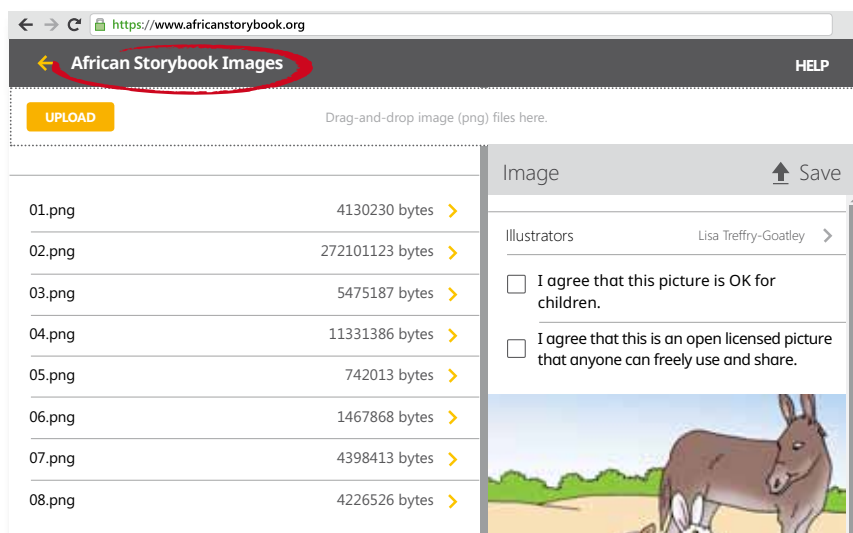 https://www.africanstorybook.org
African Storybook Images
HELP
UPLOAD
Drag-and-drop image (png) files here.
01.png 4130230 bytes
02.png 272101123 bytes
03.png 5475187 bytes
04.png 11331386 bytes
05.png 742013 bytes
06.png 1467868 bytes
07.png 4398413 bytes
08.png 4226526 bytes
Image Save
Illustrators Lisa Treffry-Goatley
I agree that this picture is OK for
children.
I agree that this is an open licensed picture
that anyone can freely use and share.